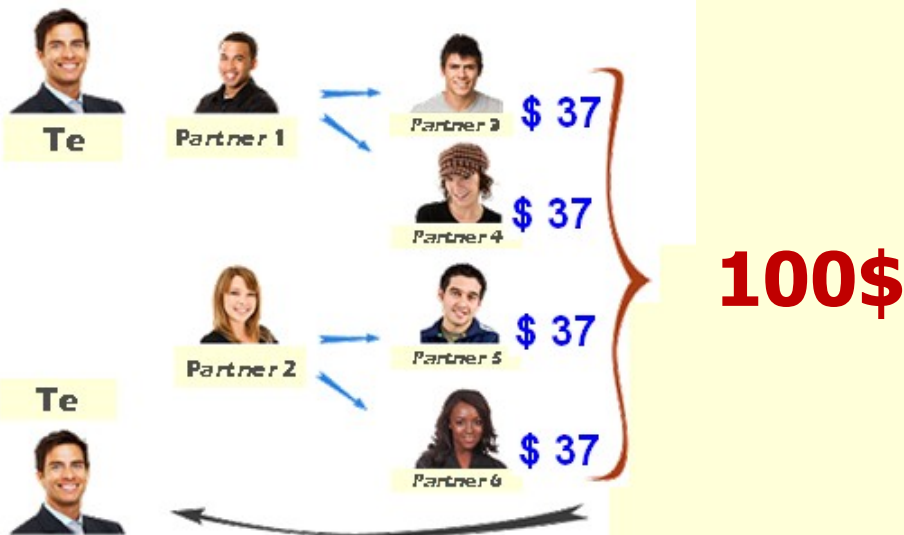 Te
Partner 1
Partner 3
$ 37
Partner 4
$ 37
100$
Partner 2
Partner 5
$ 37
Te
Partner 6
$ 37